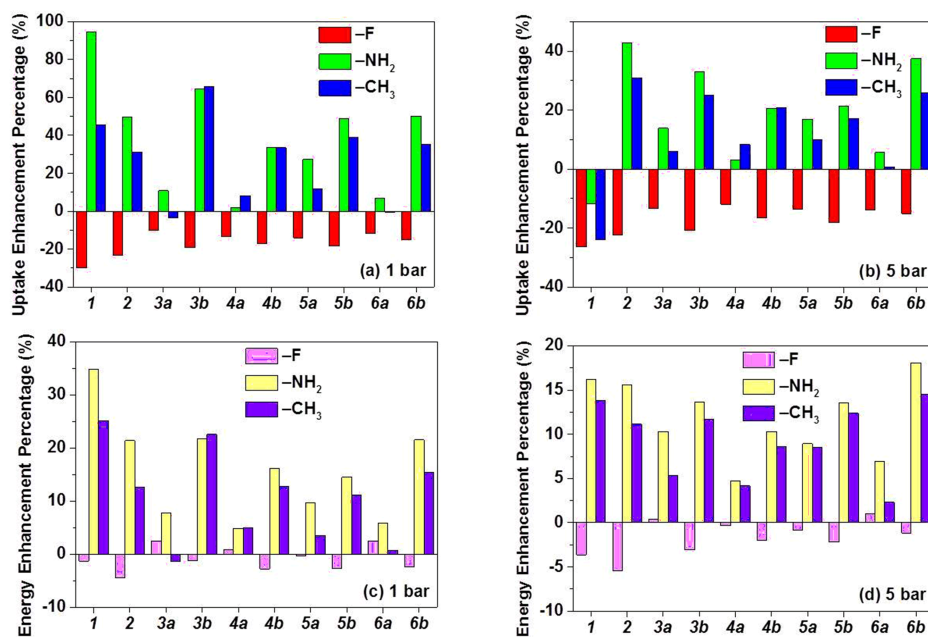 Uptake Enhancement Percentage (%)
100
80
60
40
20
0
-20
-40
–F
–NH2
–CH3
(a) 1 bar
1 2 3a 3b 4a 4b 5a 5b 6a 6b
Uptake Enhancement Percentage (%)
40
20
0
-20
-40
–F
–NH2
–CH3
(b) 5 bar
1 2 3a 3b 4a 4b 5a 5b 6a 6b
Energy Enhancement Percentage (%)
40
30
20
10
0
-10
–F
–NH2
–CH3
(c) 1 bar
1 2 3a 3b 4a 4b 5a 5b 6a 6b
Energy Enhancement Percentage (%)
20
15
10
5
0
-5
-10
–F
–NH2
–CH3
(d) 5 bar
1 2 3a 3b 4a 4b 5a 5b 6a 6b